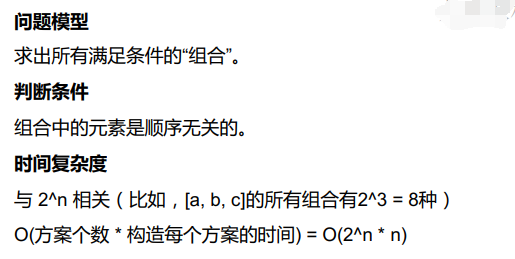 问题模型
求出所有满足条件的“组合”。
判断条件
组合中的元素是顺序无关的。
时间复杂度
与 2^n 相关（比如，[a, b, c]的所有组合有2^3 = 8种）
O(方案个数 * 构造每个方案的时间) = O(2^n * n)